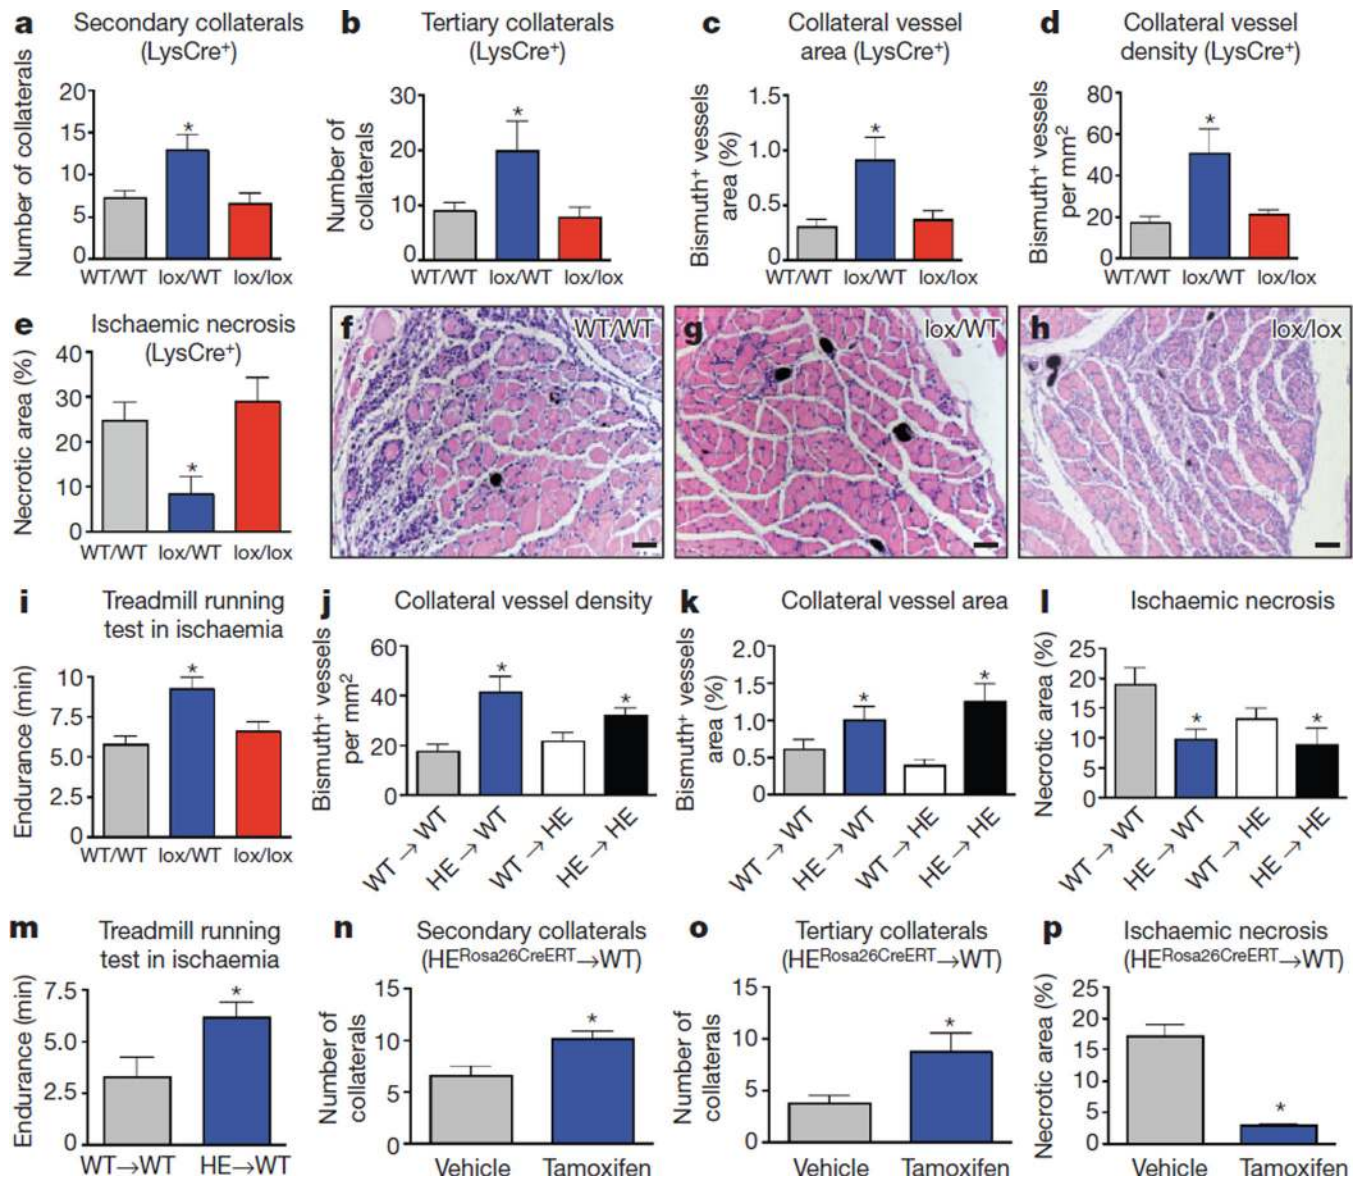 a Secondary collaterals
(LysCre⁺)
Number of collaterals
20
15
10
5
0
*
WT/WT lox/WT lox/lox
b Tertiary collaterals
(LysCre⁺)
Number of
collaterals
30
20
10
0
*
WT/WT lox/WT lox/lox
c Collateral vessel
area (LysCre⁺)
Bismuth⁺ vessels
area (%)
1.5
1.0
0.5
0
*
WT/WT lox/WT lox/lox
d Collateral vessel
density (LysCre⁺)
Bismuth⁺ vessels
per mm²
80
60
40
20
0
*
WT/WT lox/WT lox/lox
e Ischaemic necrosis
(LysCre⁺)
Necrotic area (%)
40
30
20
10
0
*
WT/WT lox/WT lox/lox
f WT/WT
g lox/WT
h lox/lox
i Treadmill running
test in ischaemia
Endurance (min)
10
7.5
5.0
2.5
0
*
WT/WT lox/WT lox/lox
j Collateral vessel density
Bismuth⁺ vessels
per mm²
60
40
20
0
* *
WT → WT
HE → WT
WT → HE
HE → HE
k Collateral vessel area
Bismuth⁺ vessels
area (%)
2.0
1.5
1.0
0.5
0
* *
WT → WT
HE → WT
WT → HE
HE → HE
l Ischaemic necrosis
Necrotic area (%)
25
20
15
10
5
0
* *
WT → WT
HE → WT
WT → HE
HE → HE
m Treadmill running
test in ischaemia
Endurance (min)
7.5
5.0
2.5
0
*
WT→WT HE→WT
n Secondary collaterals
(HE^Rosa26CreERT→WT)
Number of
collaterals
15
10
5
0
*
Vehicle Tamoxifen
o Tertiary collaterals
(HE^Rosa26CreERT→WT)
Number of
collaterals
15
10
5
0
*
Vehicle Tamoxifen
p Ischaemic necrosis
(HE^Rosa26CreERT→WT)
Necrotic area (%)
25
20
15
10
5
0
*
Vehicle Tamoxifen